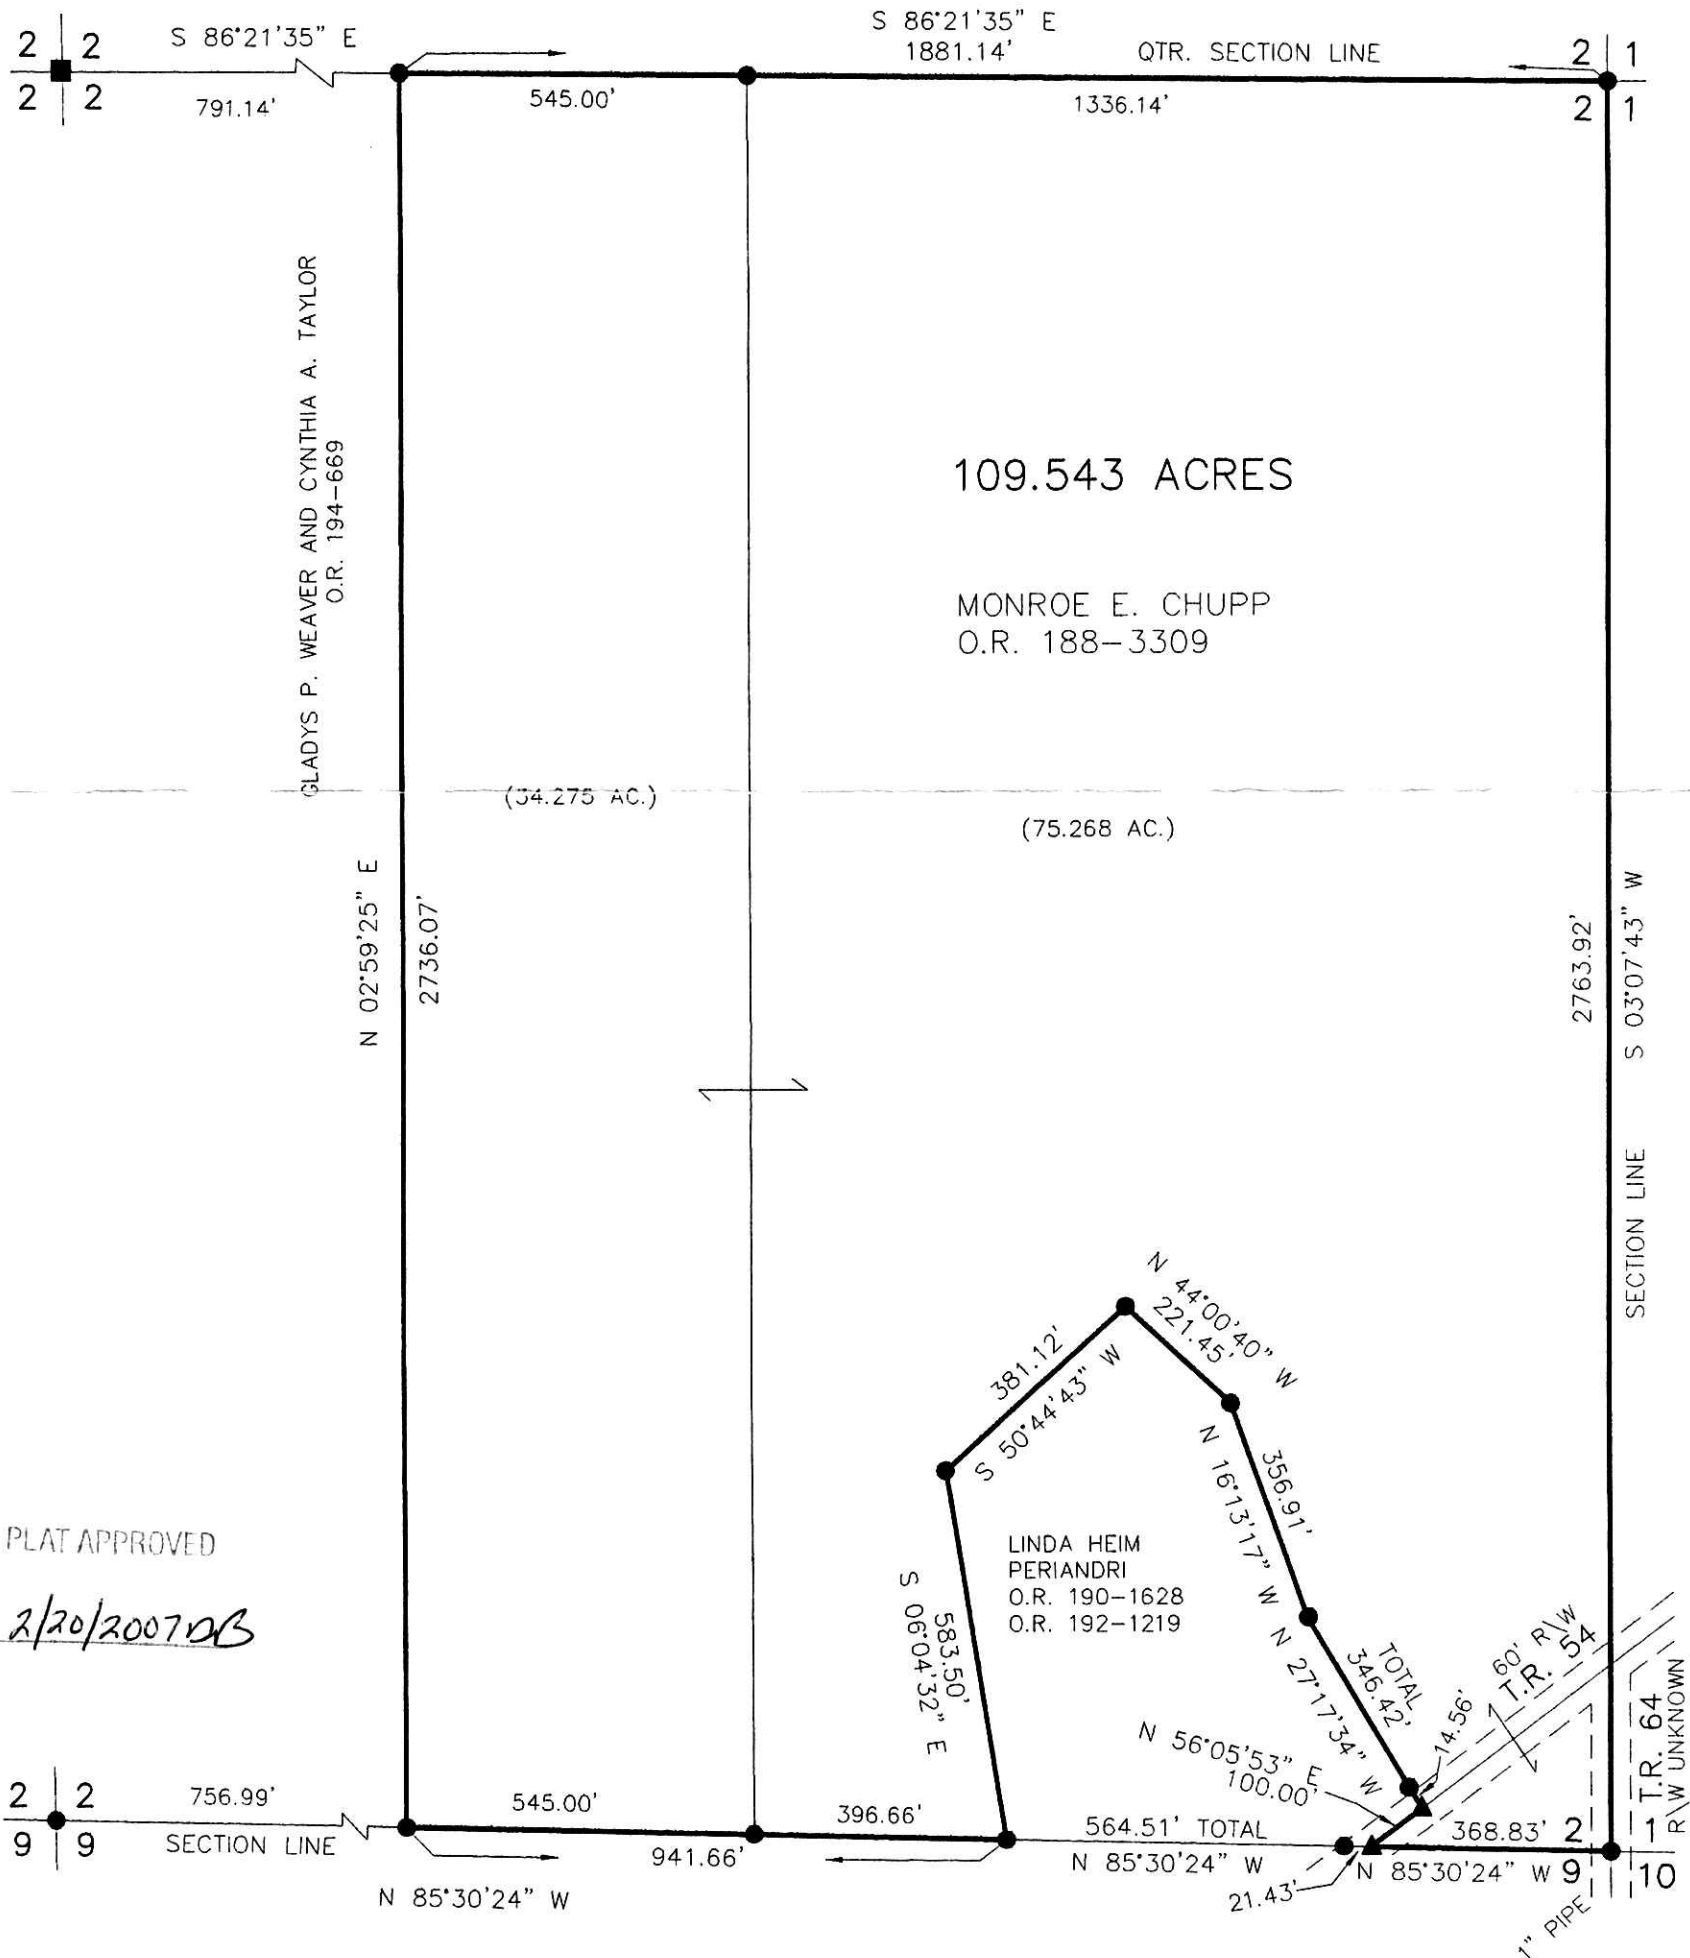 S 86°21'35" E
1881.14'
QTR. SECTION LINE
S 86°21'35" E
2 2
2 2
791.14'
545.00'
1336.14'
2 1
2 1
GLADYS P. WEAVER AND CYNTHIA A. TAYLOR
O.R. 194-669
109.543 ACRES
MONROE E. CHUPP
O.R. 188-3309
(34.275 AC.)
(75.268 AC.)
N 02°59'25" E
2736.07'
2763.92'
S 03°07'43" W
SECTION LINE
N 44°00'40" W
221.45'
381.12'
S 50°44'43" W
356.91'
N 16°13'17" W
PLAT APPROVED
2/20/2007 DB
LINDA HEIM
PERIANDRI
O.R. 190-1628
O.R. 192-1219
583.50'
S 06°04'32" E
TOTAL
346.42'
N 27°17'34" W
14.56'
60' R\W
T.R. 54
T.R. 64
R\W UNKNOWN
N 56°05'53" E
100.00'
2 2
9 9
756.99'
SECTION LINE
545.00'
396.66'
941.66'
N 85°30'24" W
564.51' TOTAL
N 85°30'24" W
21.43'
368.83'
N 85°30'24" W
2 1
9 10
1" PIPE